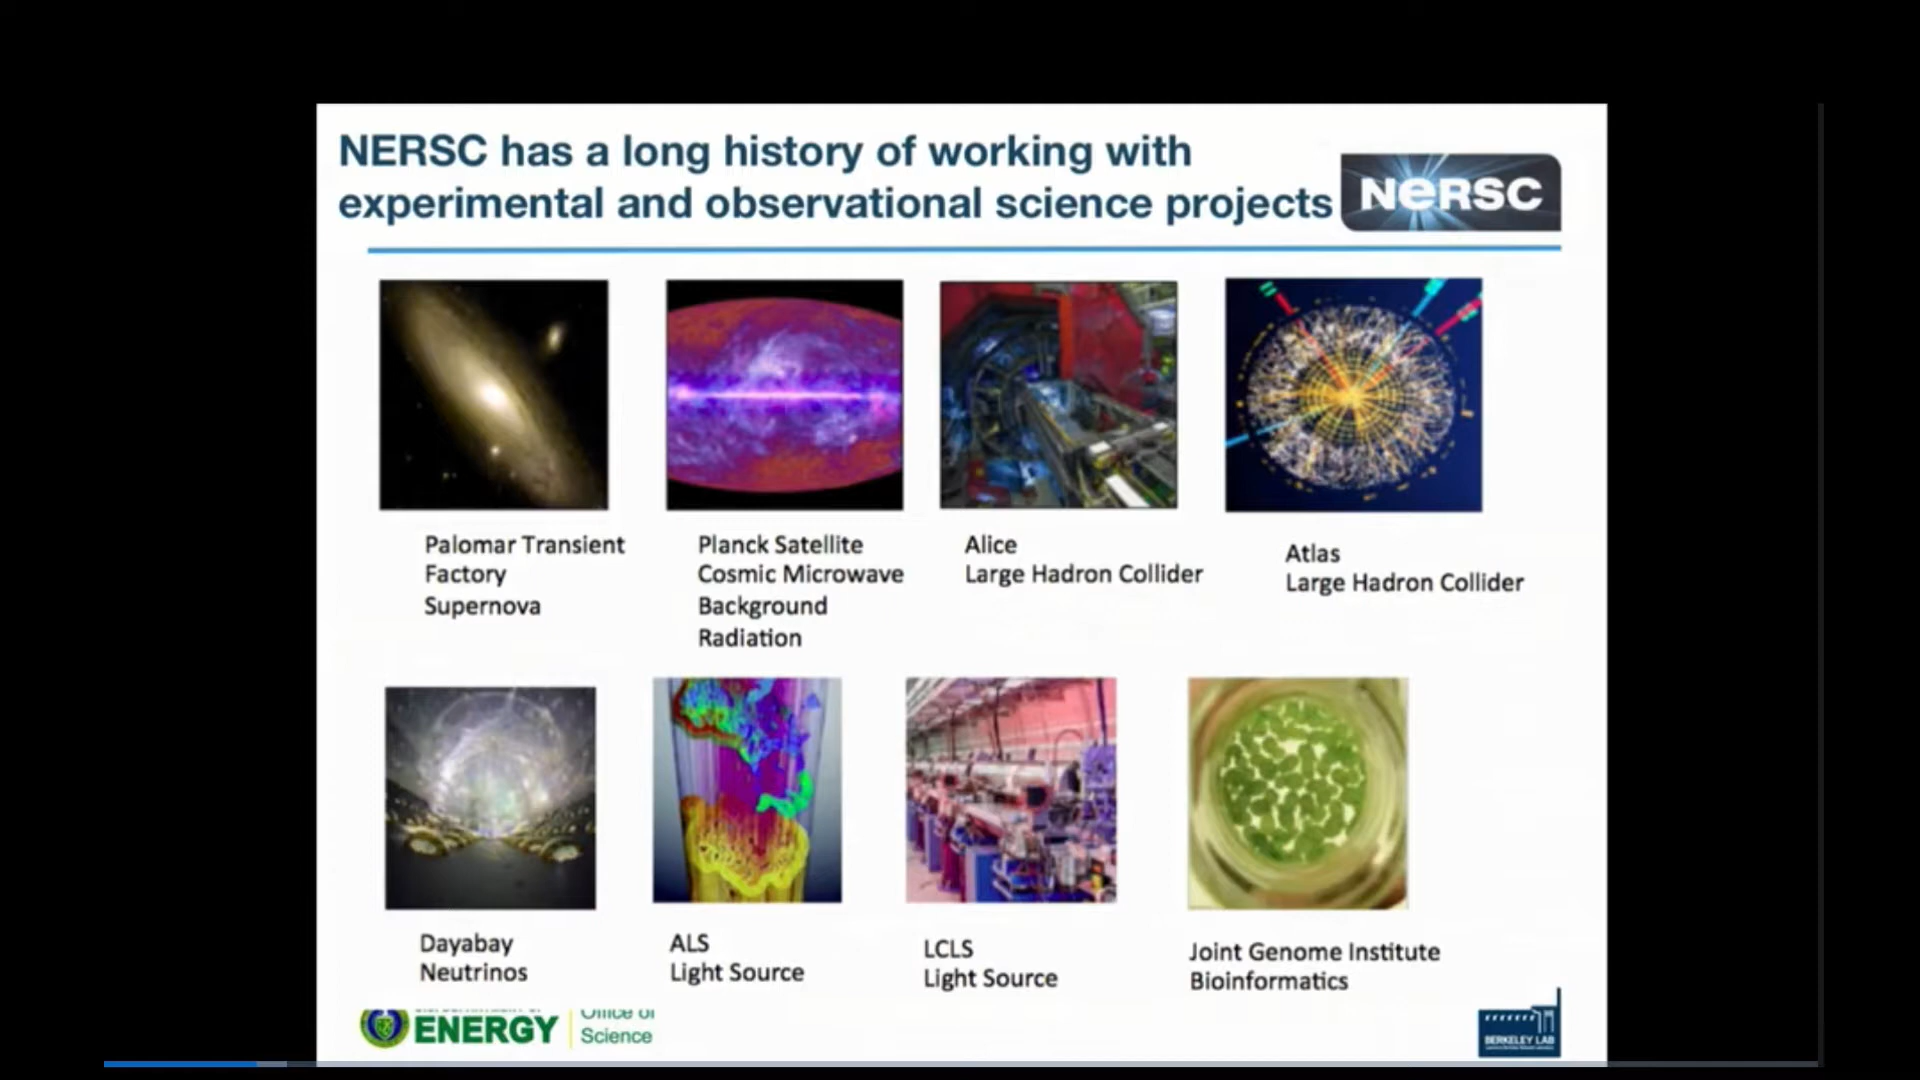 NERSC has a long history of working with
experimental and observational science projects
NERSC
Palomar Transient
Factory
Supernova
Planck Satellite
Cosmic Microwave
Background
Radiation
Alice
Large Hadron Collider
Atlas
Large Hadron Collider
Dayabay
Neutrinos
ALS
Light Source
LCLS
Light Source
Joint Genome Institute
Bioinformatics
ENERGY
Office of
Science
BERKELEY LAB